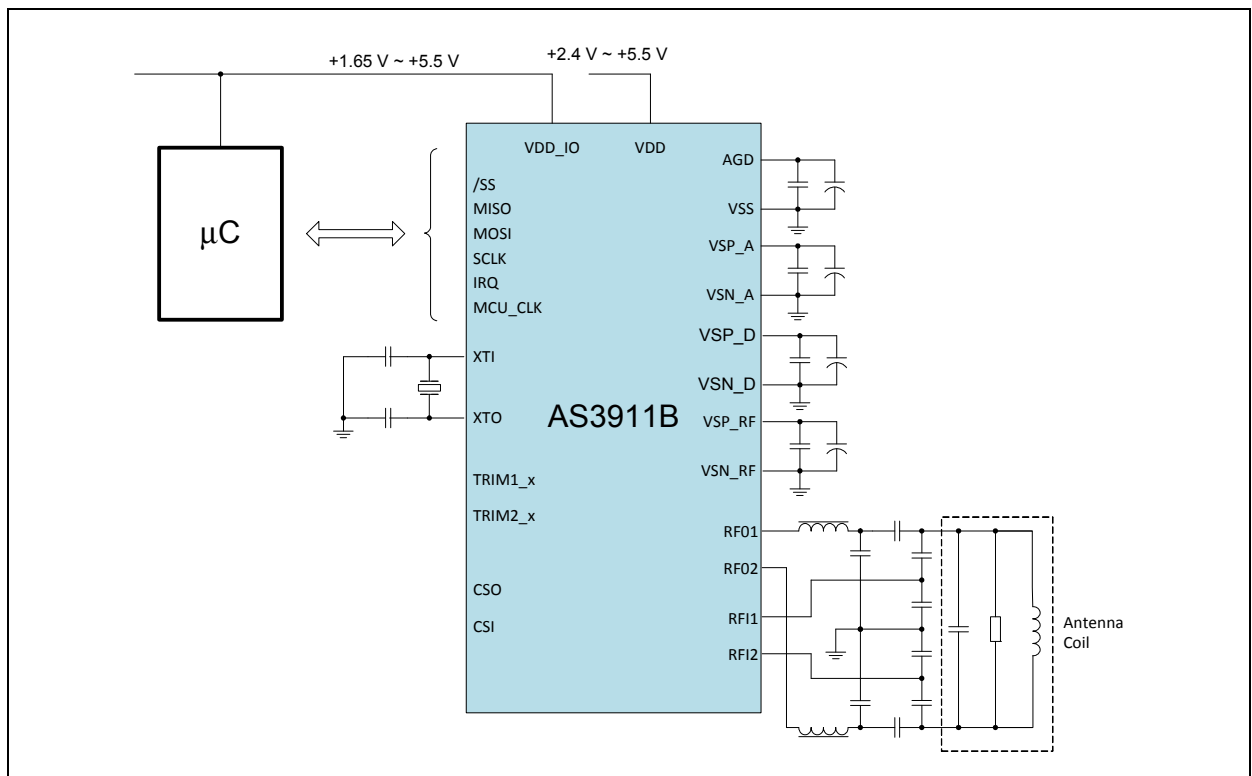 +1.65 V ~ +5.5 V
+2.4 V ~ +5.5 V
VDD_IO
VDD
μC
/SS
MISO
MOSI
SCLK
IRQ
MCU_CLK
XTI
XTO
TRIM1_x
TRIM2_x
CSO
CSI
AS3911B
AGD
VSS
VSP_A
VSN_A
VSP_D
VSN_D
VSP_RF
VSN_RF
RF01
RF02
RFI1
RFI2
Antenna
Coil